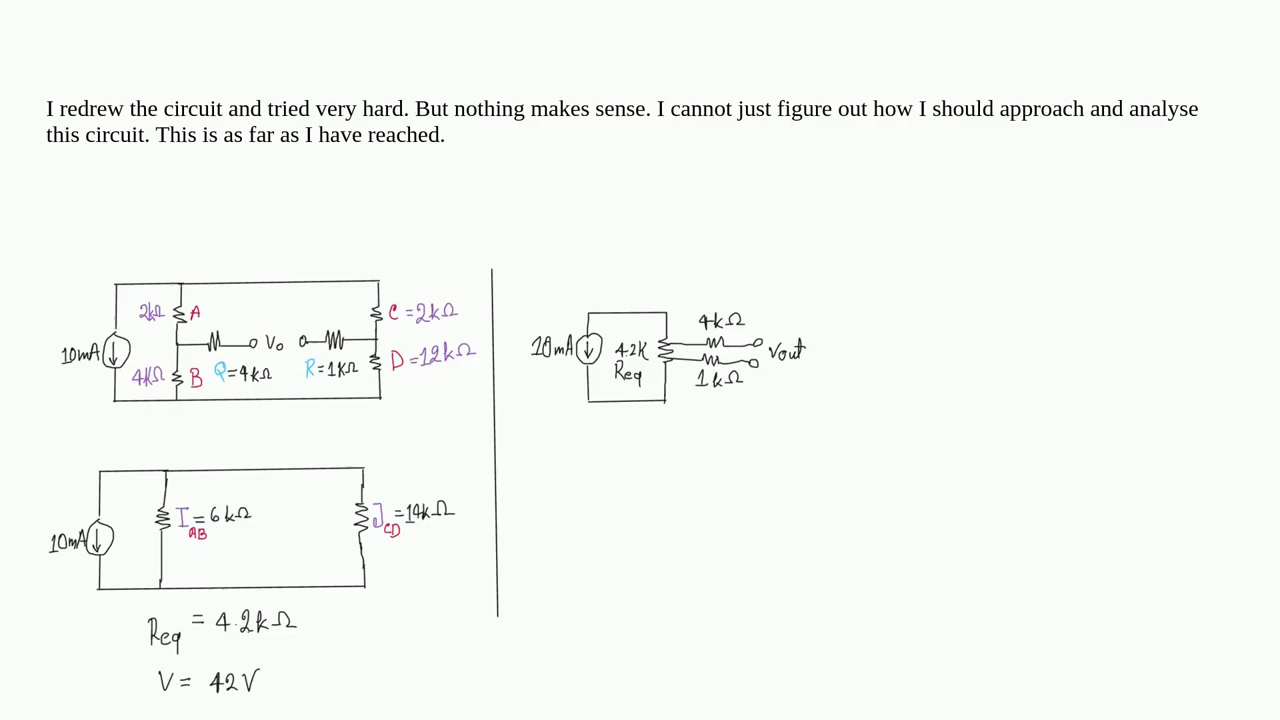 I redrew the circuit and tried very hard. But nothing makes sense. I cannot just figure out how I should approach and analyse
this circuit. This is as far as I have reached.
2kΩ A C = 2kΩ
10mA Vo
4kΩ B Q=4kΩ R=1kΩ D=12kΩ
10mA I AB = 6kΩ J CD = 14kΩ
Req = 4.2kΩ
V = 42V
4kΩ
10mA 4.2K Req Vout
1kΩ